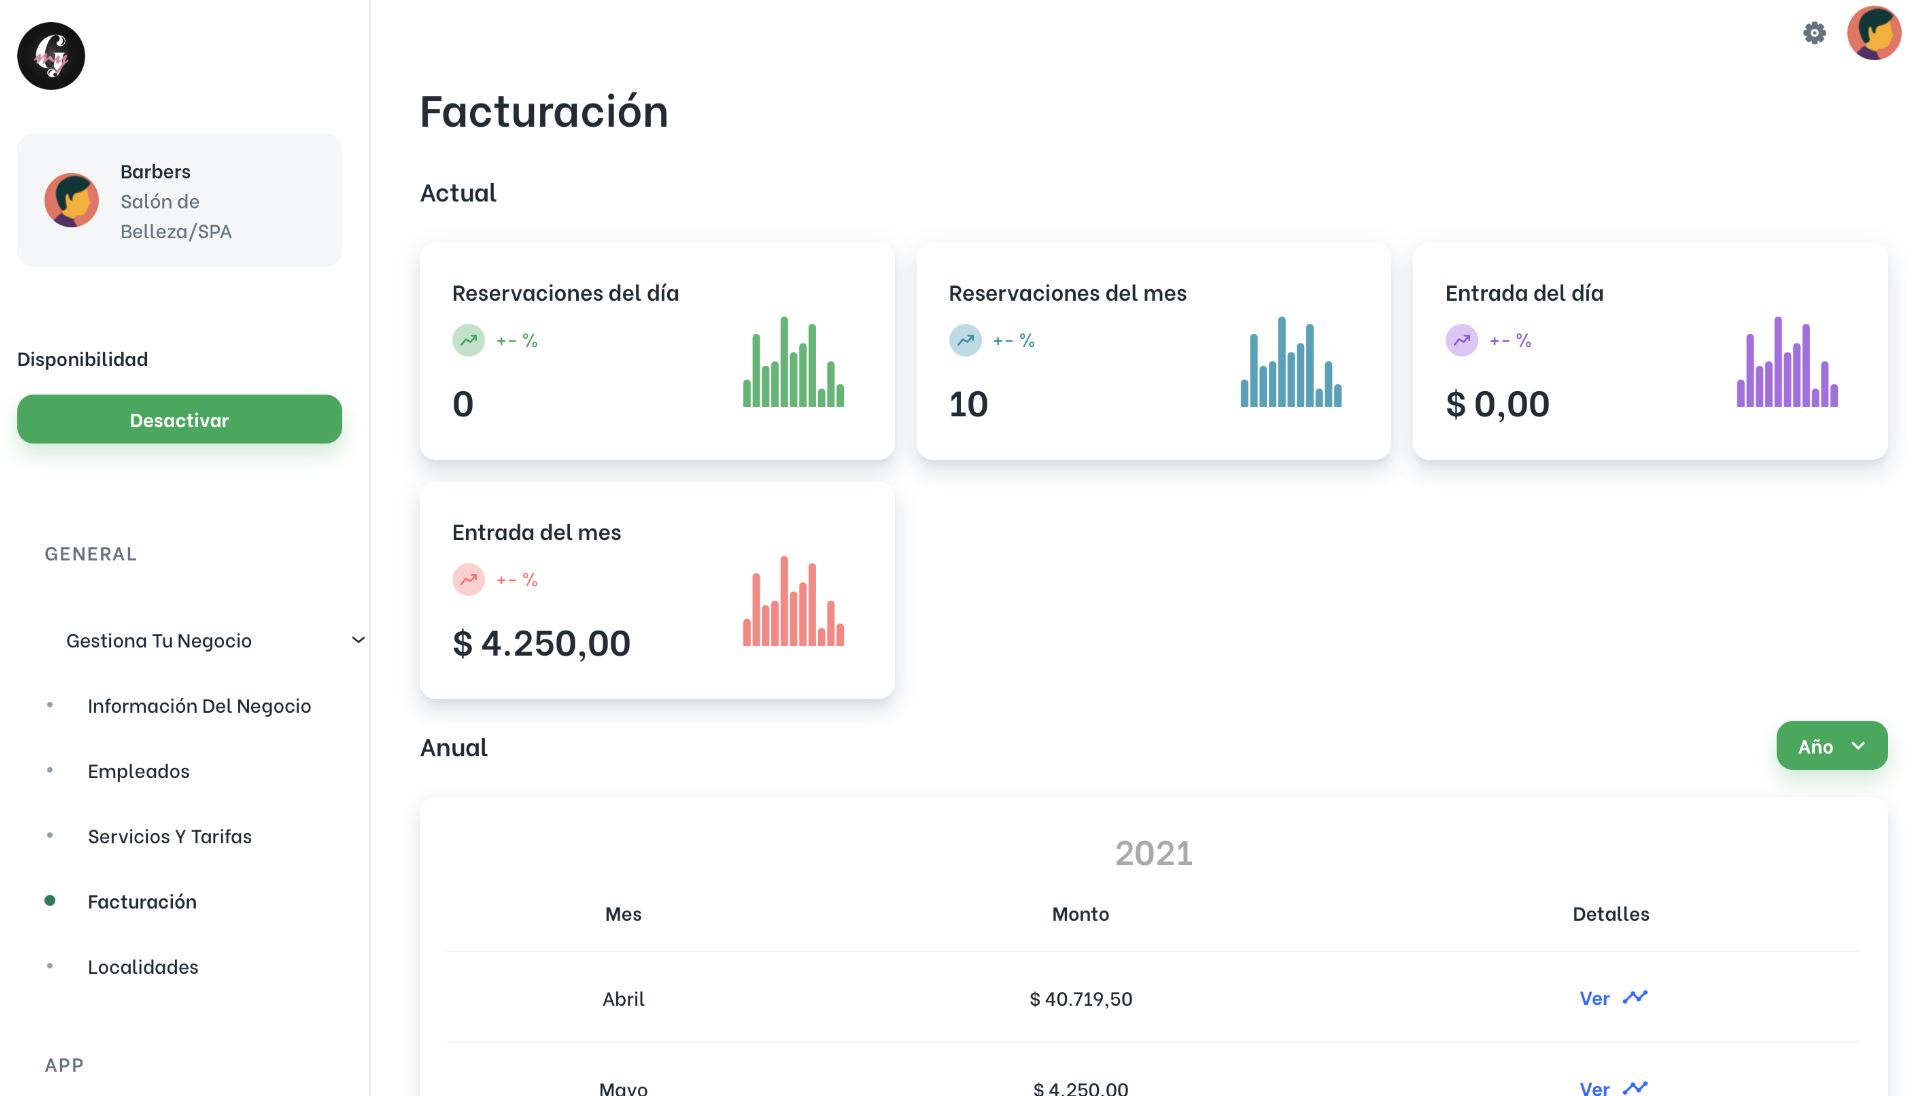 G
my
Barbers
Salón de
Belleza/SPA
Disponibilidad
Desactivar
GENERAL
Gestiona Tu Negocio
Información Del Negocio
Empleados
Servicios Y Tarifas
Facturación
Localidades
APP
Facturación
Actual
Reservaciones del día
+- %
0
Reservaciones del mes
+- %
10
Entrada del día
+- %
$ 0,00
Entrada del mes
+- %
$ 4.250,00
Anual
Año
2021
Mes Monto Detalles
Abril $ 40.719,50 Ver
Mayo $ 4.250,00 Ver